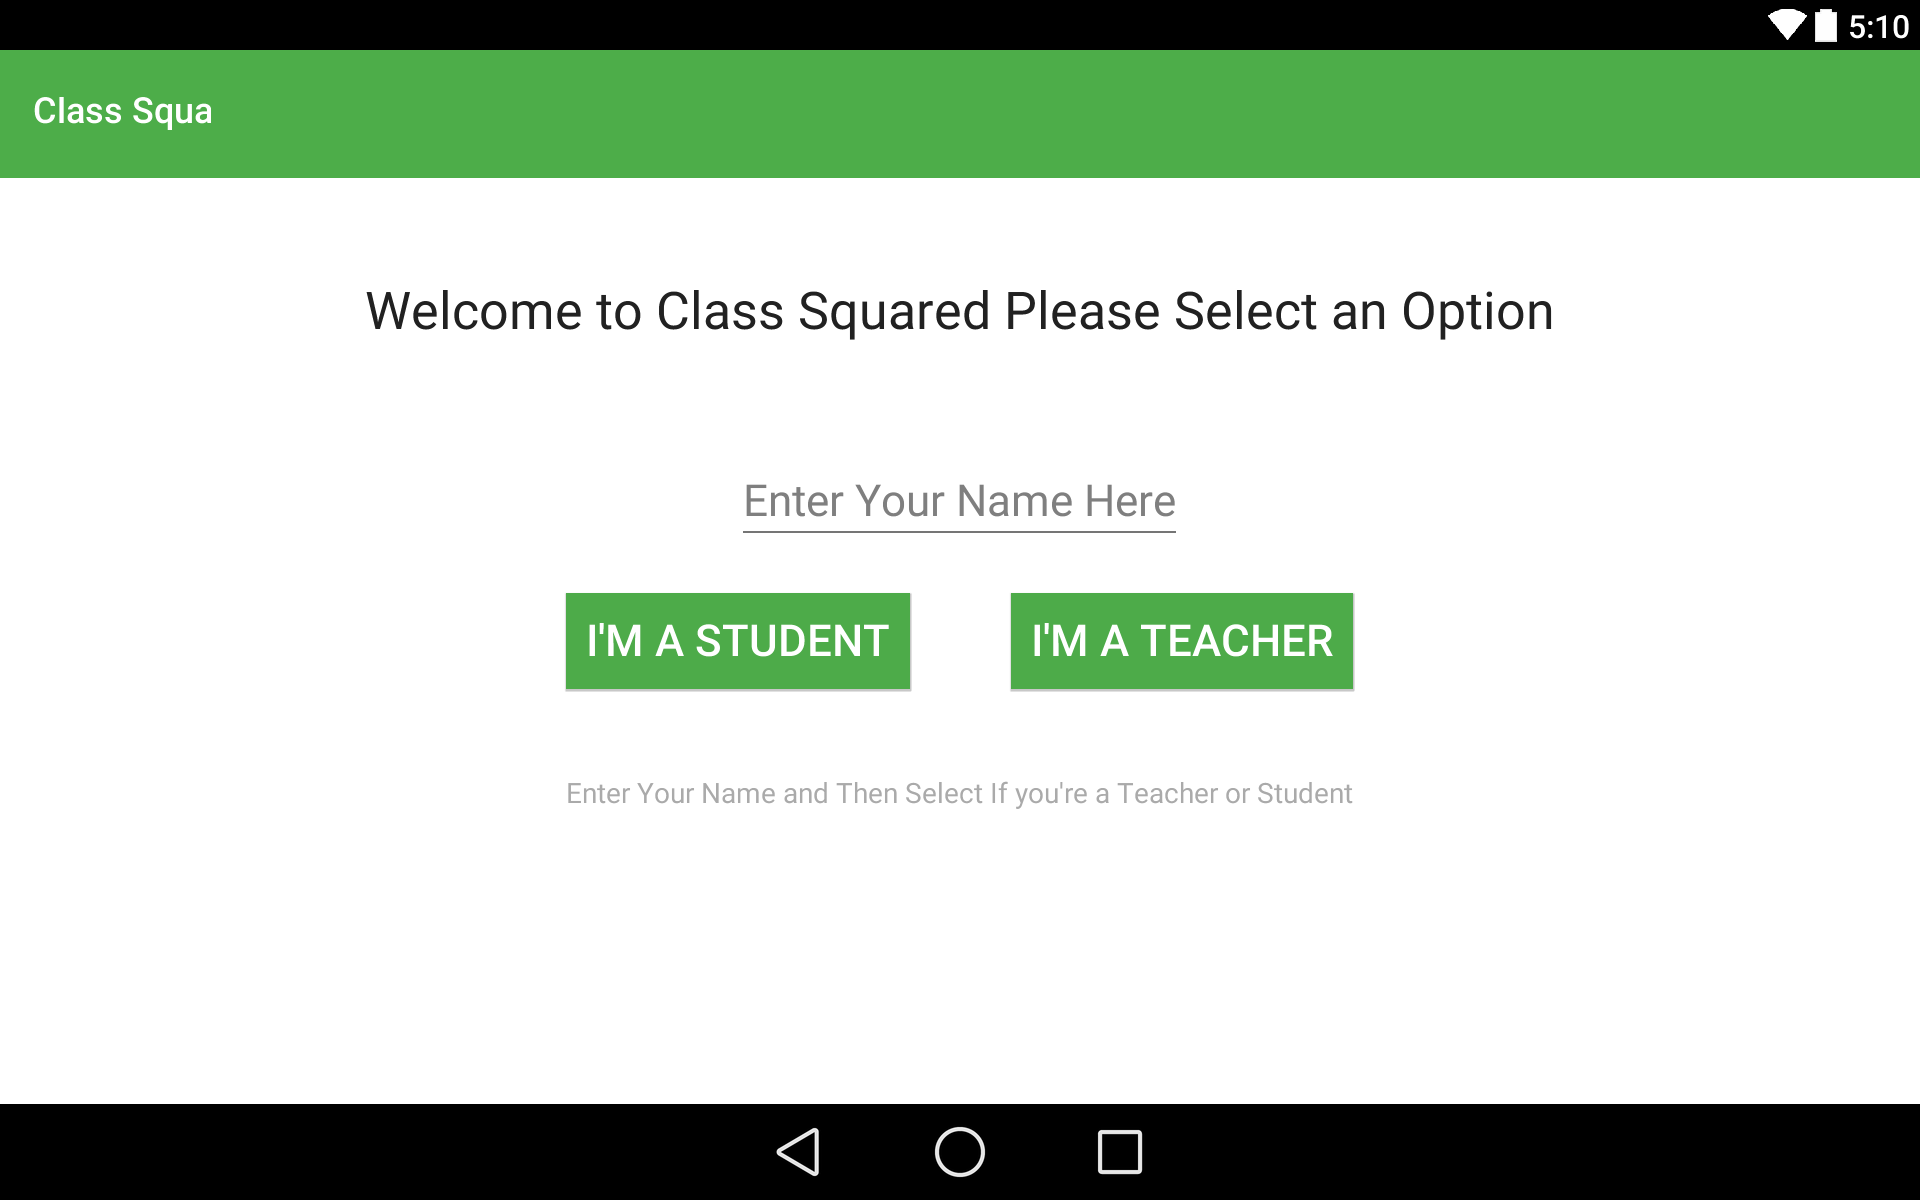 5:10
Class Squa
Welcome to Class Squared Please Select an Option
Enter Your Name Here
I'M A STUDENT
I'M A TEACHER
Enter Your Name and Then Select If you're a Teacher or Student